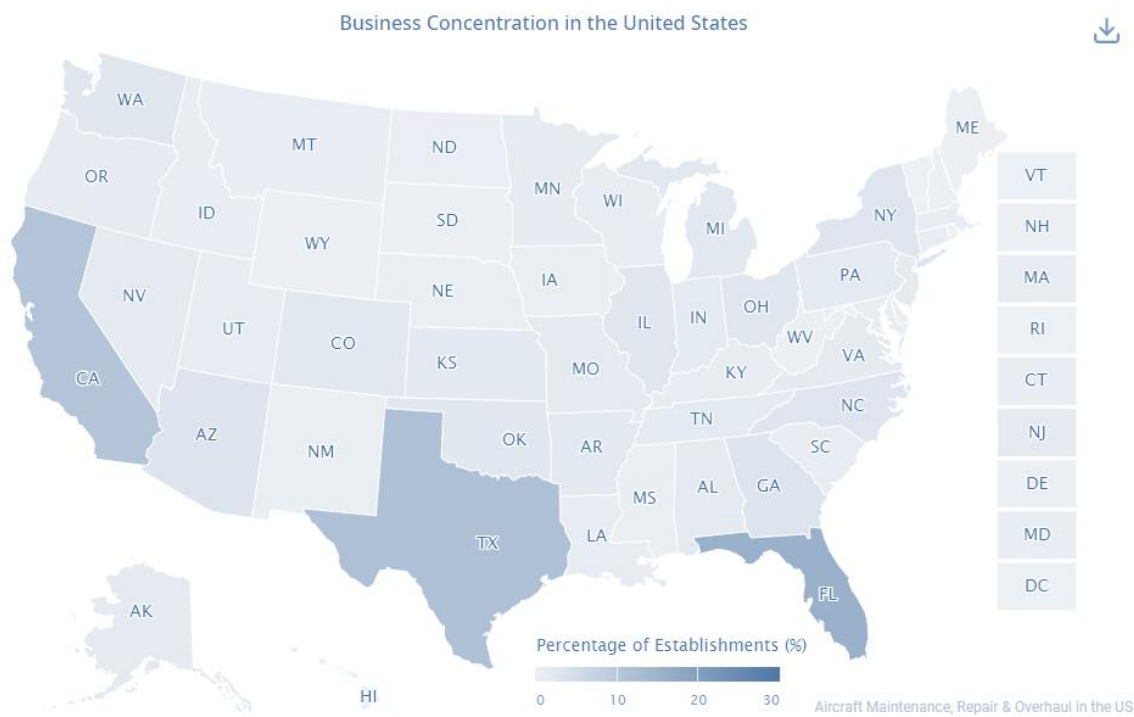 Business Concentration in the United States
WA
MT
ND
ME
OR
MN
VT
ID
WI
SD
NY
NH
MI
WY
PA
MA
IA
NE
NV
OH
IL
IN
RI
UT
CO
WV
VA
KS
MO
KY
CT
CA
NC
TN
AZ
NJ
OK
AR
SC
NM
GA
DE
AL
MS
TX
LA
MD
DC
FL
AK
Percentage of Establishments (%)
0 10 20 30
HI
Aircraft Maintenance, Repair & Overhaul in the US